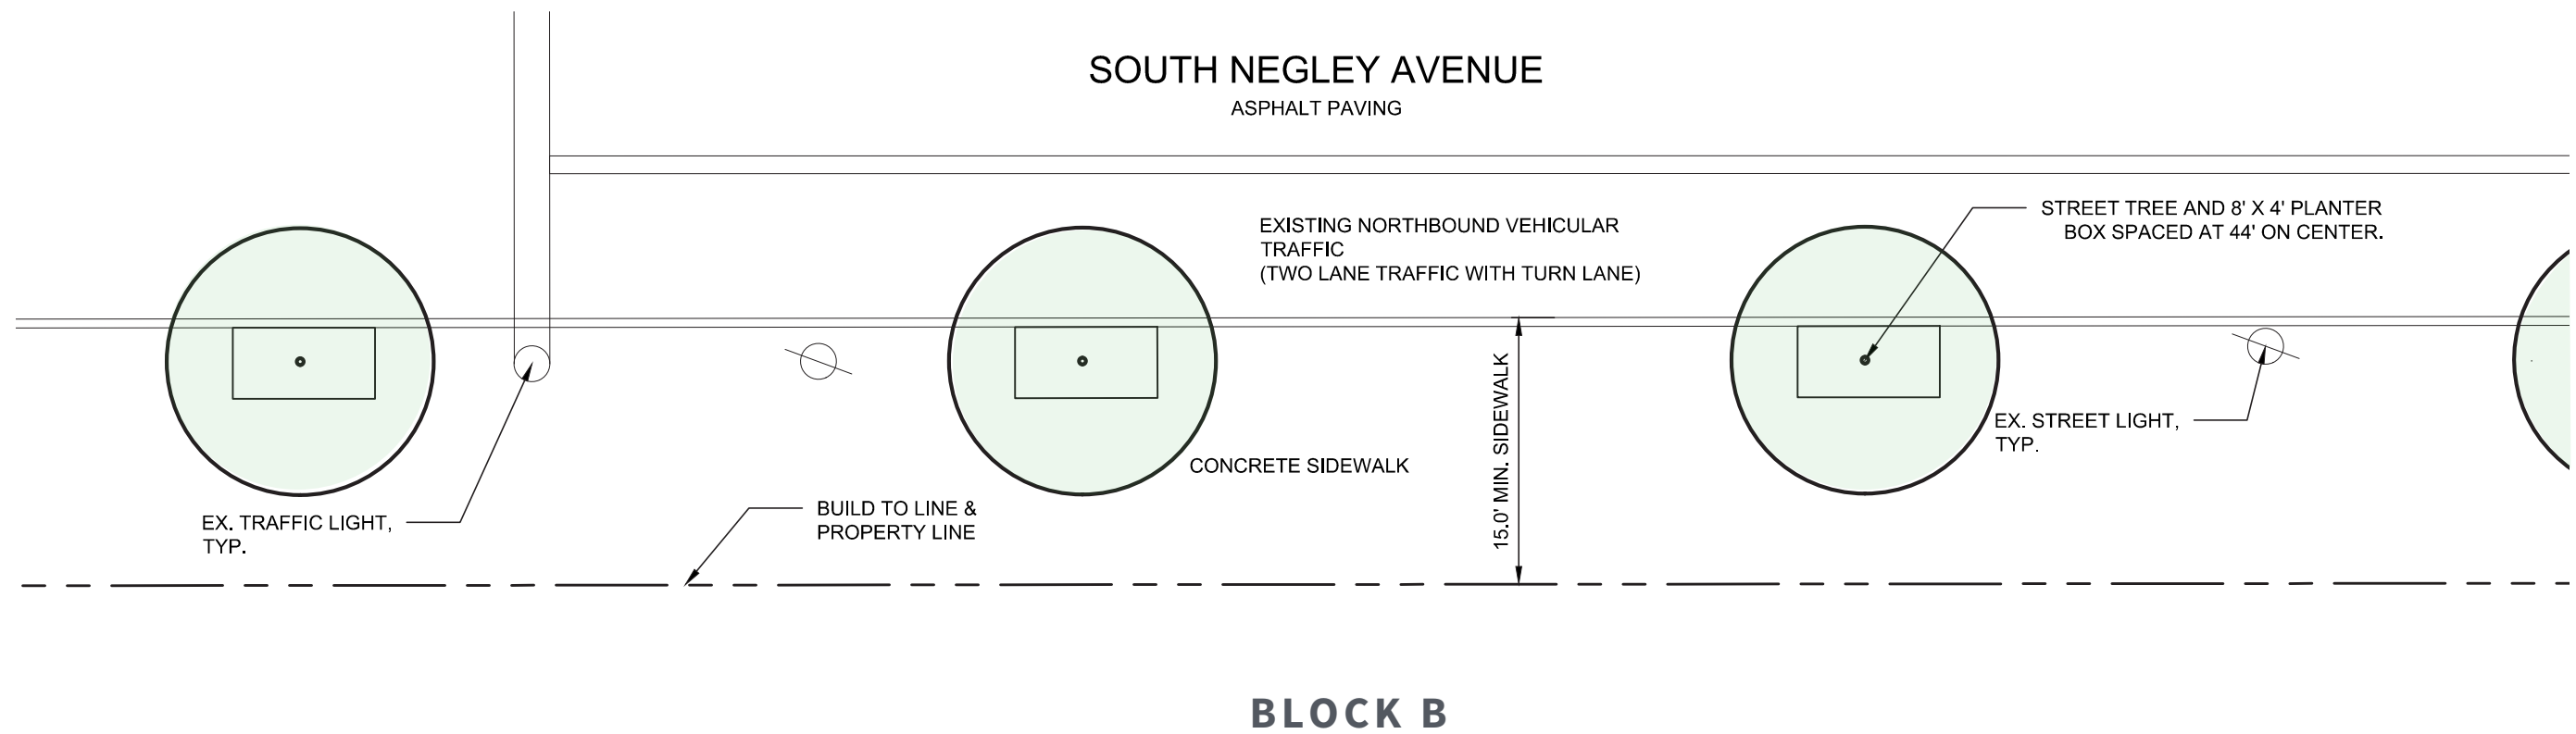 SOUTH NEGLEY AVENUE
ASPHALT PAVING
STREET TREE AND 8' X 4' PLANTER
BOX SPACED AT 44' ON CENTER.
EXISTING NORTHBOUND VEHICULAR
TRAFFIC
(TWO LANE TRAFFIC WITH TURN LANE)
15.0' MIN. SIDEWALK
EX. STREET LIGHT,
TYP.
CONCRETE SIDEWALK
BUILD TO LINE &
PROPERTY LINE
EX. TRAFFIC LIGHT,
TYP.
BLOCK B